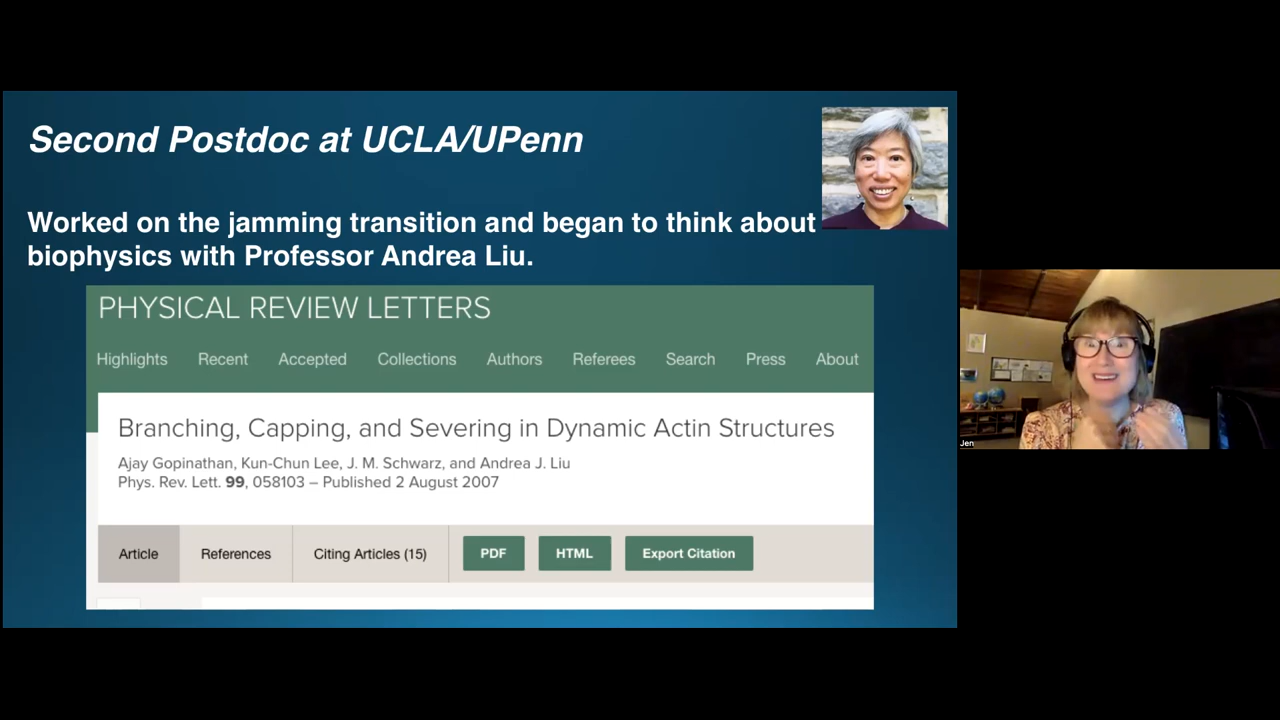 Second Postdoc at UCLA/UPenn
Worked on the jamming transition and began to think about
biophysics with Professor Andrea Liu.
PHYSICAL REVIEW LETTERS
Highlights Recent Accepted Collections Authors Referees Search Press About
Branching, Capping, and Severing in Dynamic Actin Structures
Ajay Gopinathan, Kun-Chun Lee, J. M. Schwarz, and Andrea J. Liu
Phys. Rev. Lett. 99, 058103 – Published 2 August 2007
Article References Citing Articles (15) PDF HTML Export Citation
Jen